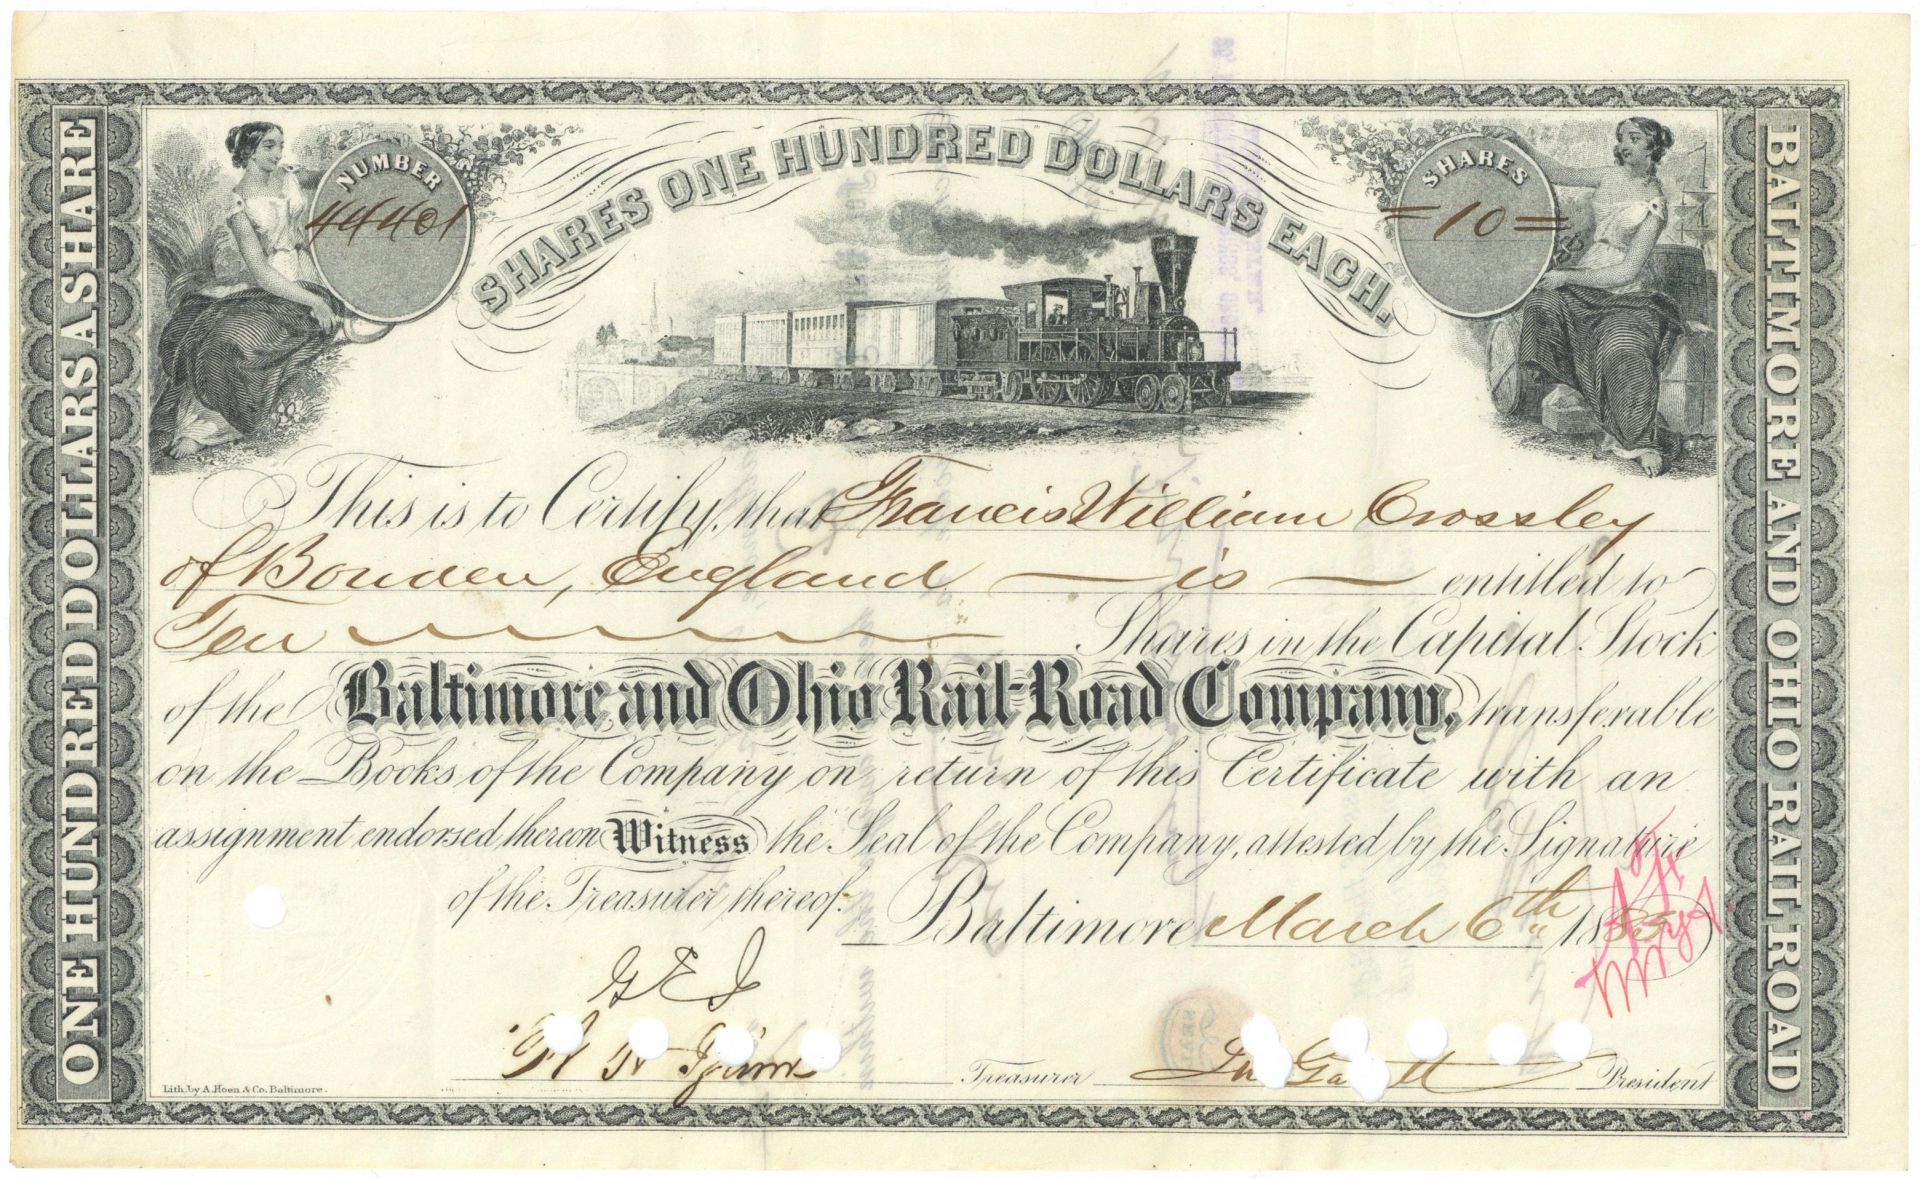 SHARES ONE HUNDRED DOLLARS EACH.
NUMBER
44401
SHARES
= 10 =
ONE HUNDRED DOLLARS A SHARE
BALTIMORE AND OHIO RAIL ROAD
This is to Certify, that Francis William Crossley
of Bowden, England — is — entitled to
Ten Shares in the Capital Stock
of the Baltimore and Ohio Rail-Road Company, transferable
on the Books of the Company on return of this Certificate with an
assignment endorsed thereon Witness the Seal of the Company, attested by the Signature
of the Treasurer thereof.
Baltimore March 6th 188
G E J
Treasurer
President
Lith. by A. Hoen & Co. Baltimore.